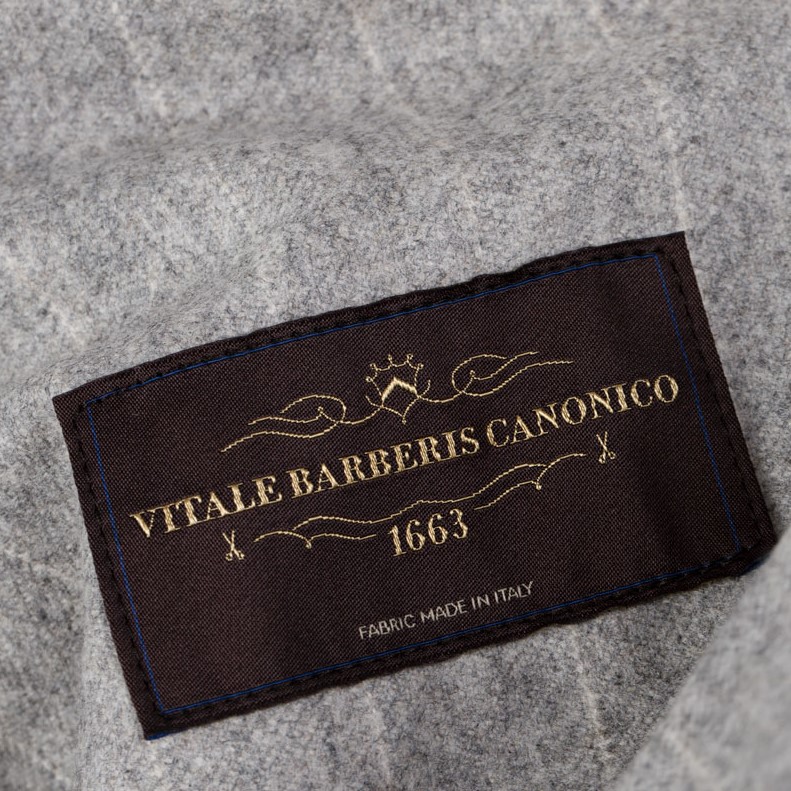 VITALE BARBERIS CANONICO
1663
FABRIC MADE IN ITALY